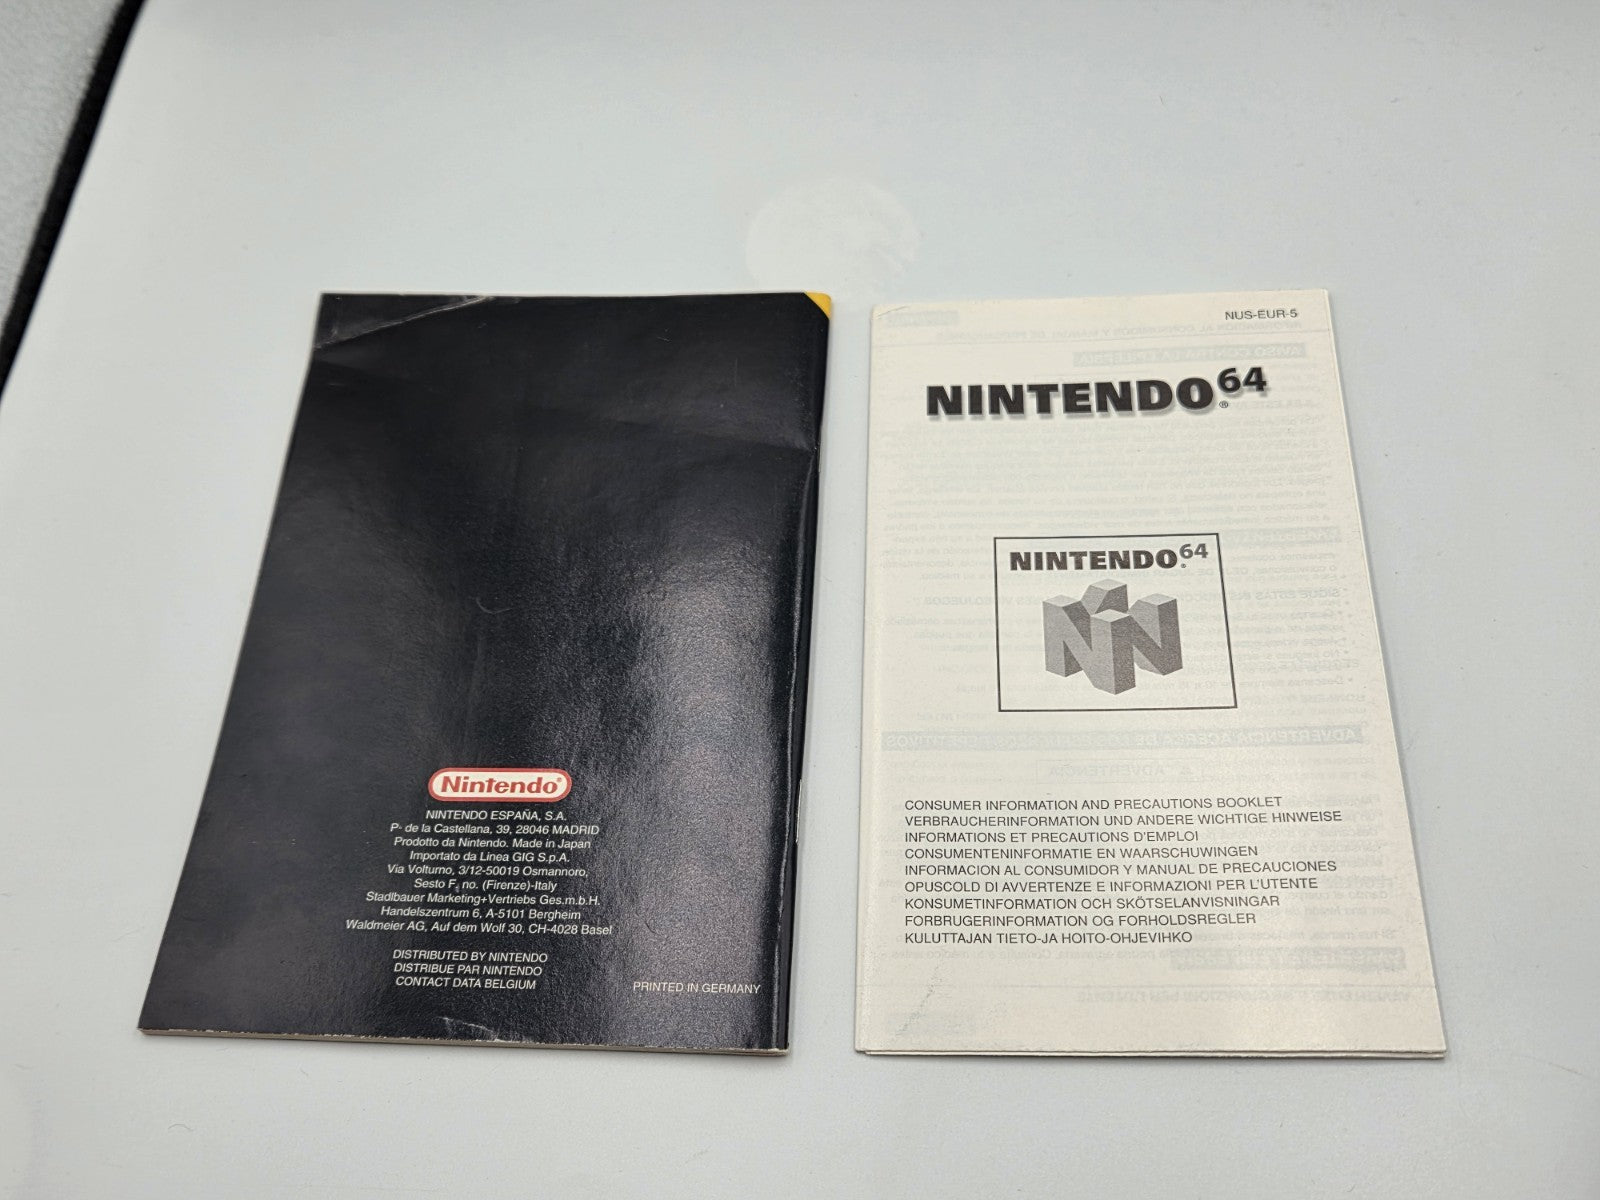 Nintendo®
NINTENDO ESPAÑA, S.A.
P- de la Castellana, 39, 28046 MADRID
Prodotto da Nintendo. Made in Japan
Importato da Linea GIG S.p.A.
Via Volturno, 3/12-50019 Osmannoro,
Sesto F. no. (Firenze)-Italy
Stadlbauer Marketing+Vertriebs Ges.m.b.H.
Handelszentrum 6, A-5101 Bergheim
Waldmeier AG, Auf dem Wolf 30, CH-4028 Basel
DISTRIBUTED BY NINTENDO
DISTRIBUE PAR NINTENDO
CONTACT DATA BELGIUM
PRINTED IN GERMANY
NUS-EUR-5
NINTENDO®64
NINTENDO®64
CONSUMER INFORMATION AND PRECAUTIONS BOOKLET
VERBRAUCHERINFORMATION UND ANDERE WICHTIGE HINWEISE
INFORMATIONS ET PRECAUTIONS D'EMPLOI
CONSUMENTENINFORMATIE EN WAARSCHUWINGEN
INFORMACION AL CONSUMIDOR Y MANUAL DE PRECAUCIONES
OPUSCOLD DI AVVERTENZE E INFORMAZIONI PER L'UTENTE
KONSUMETINFORMATION OCH SKÖTSELANVISNINGAR
FORBRUGERINFORMATION OG FORHOLDSREGLER
KULUTTAJAN TIETO-JA HOITO-OHJEVIHKO